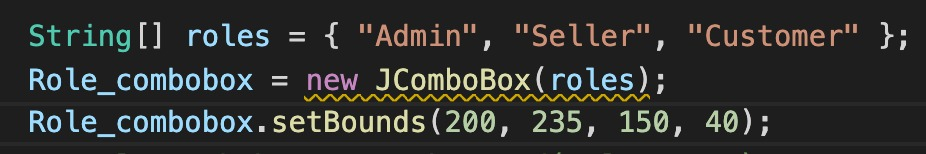 String[] roles = { "Admin", "Seller", "Customer" };
Role_combobox = new JComboBox(roles);
Role_combobox.setBounds(200, 235, 150, 40);